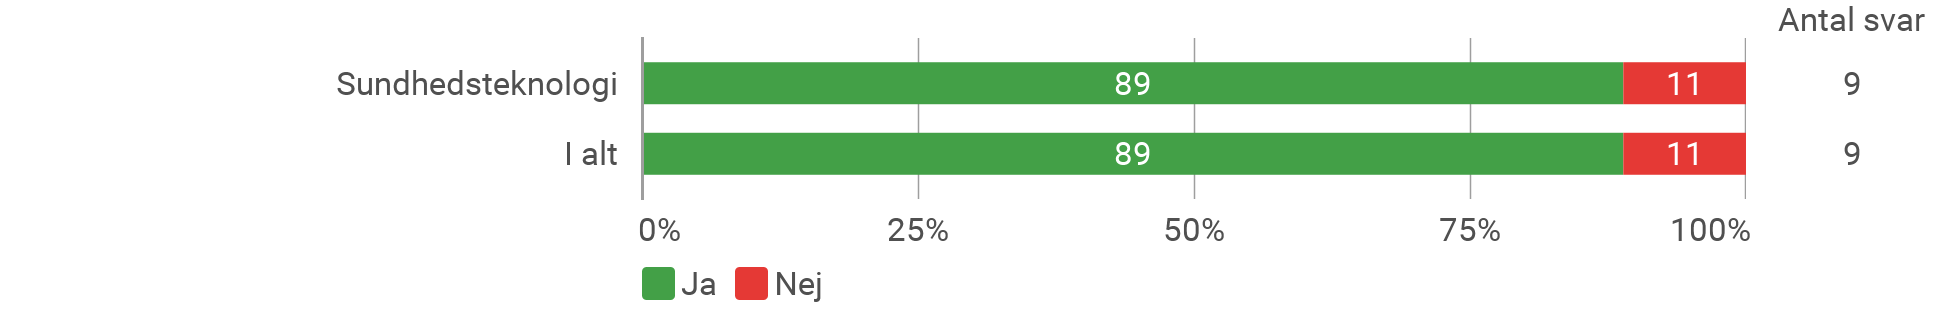 Antal svar
Sundhedsteknologi 89 11 9
I alt 89 11 9
0% 25% 50% 75% 100%
Ja Nej